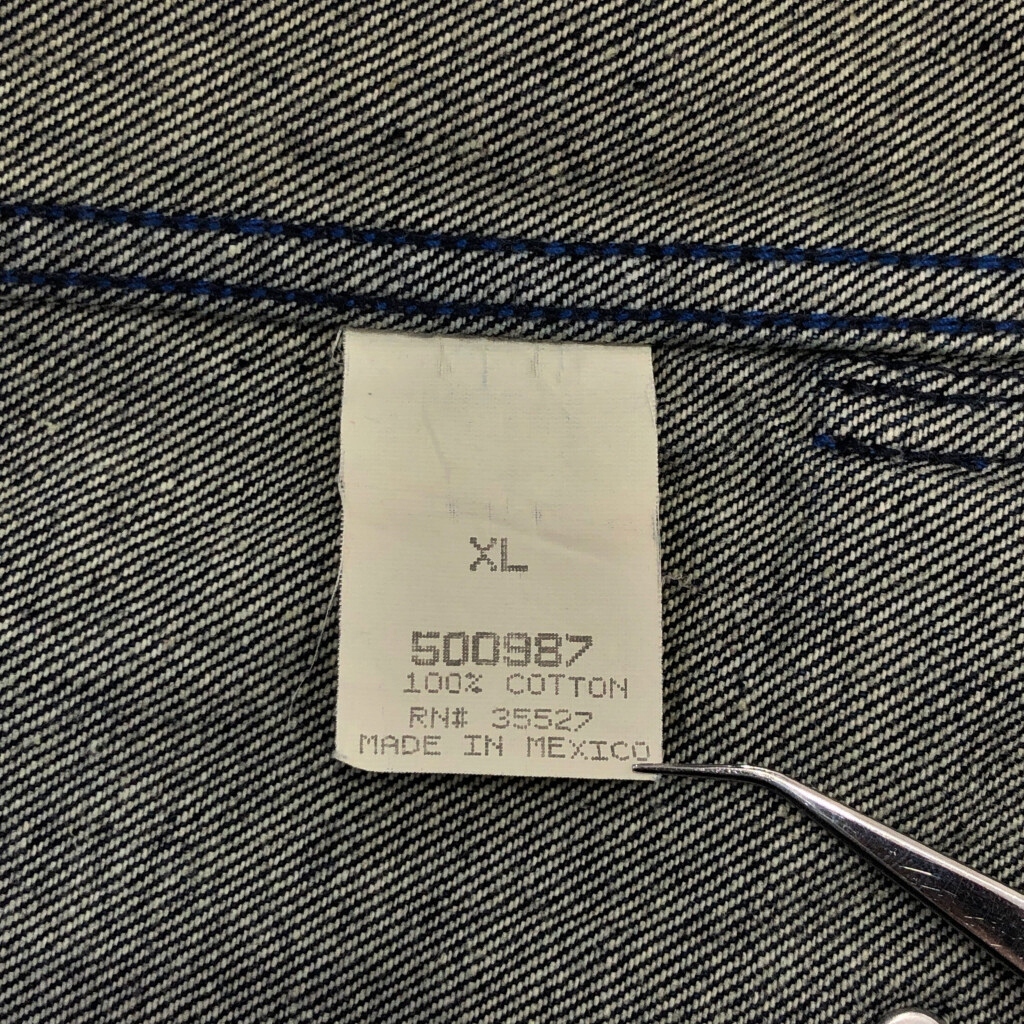 XL
500987
100% COTTON
RN# 35527
MADE IN MEXICO